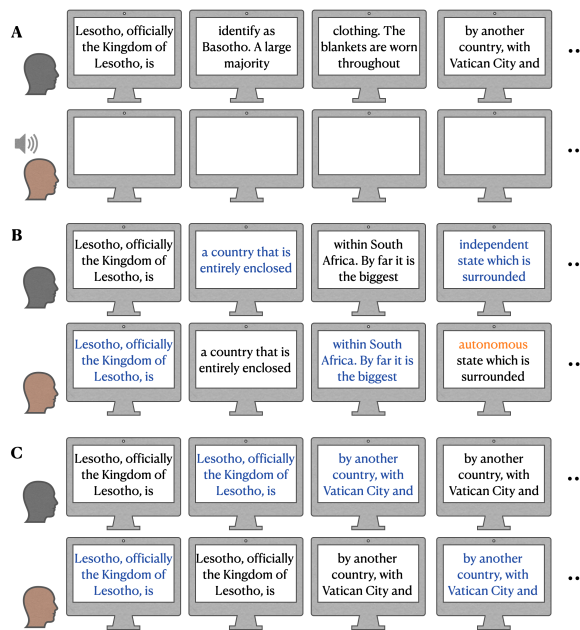 A
Lesotho, officially
the Kingdom of
Lesotho, is
identify as
Basotho. A large
majority
clothing. The
blankets are worn
throughout
by another
country, with
Vatican City and
B
Lesotho, officially
the Kingdom of
Lesotho, is
a country that is
entirely enclosed
within South
Africa. By far it is
the biggest
independent
state which is
surrounded
Lesotho, officially
the Kingdom of
Lesotho, is
a country that is
entirely enclosed
within South
Africa. By far it is
the biggest
autonomous
state which is
surrounded
C
Lesotho, officially
the Kingdom of
Lesotho, is
Lesotho, officially
the Kingdom of
Lesotho, is
by another
country, with
Vatican City and
by another
country, with
Vatican City and
Lesotho, officially
the Kingdom of
Lesotho, is
Lesotho, officially
the Kingdom of
Lesotho, is
by another
country, with
Vatican City and
by another
country, with
Vatican City and